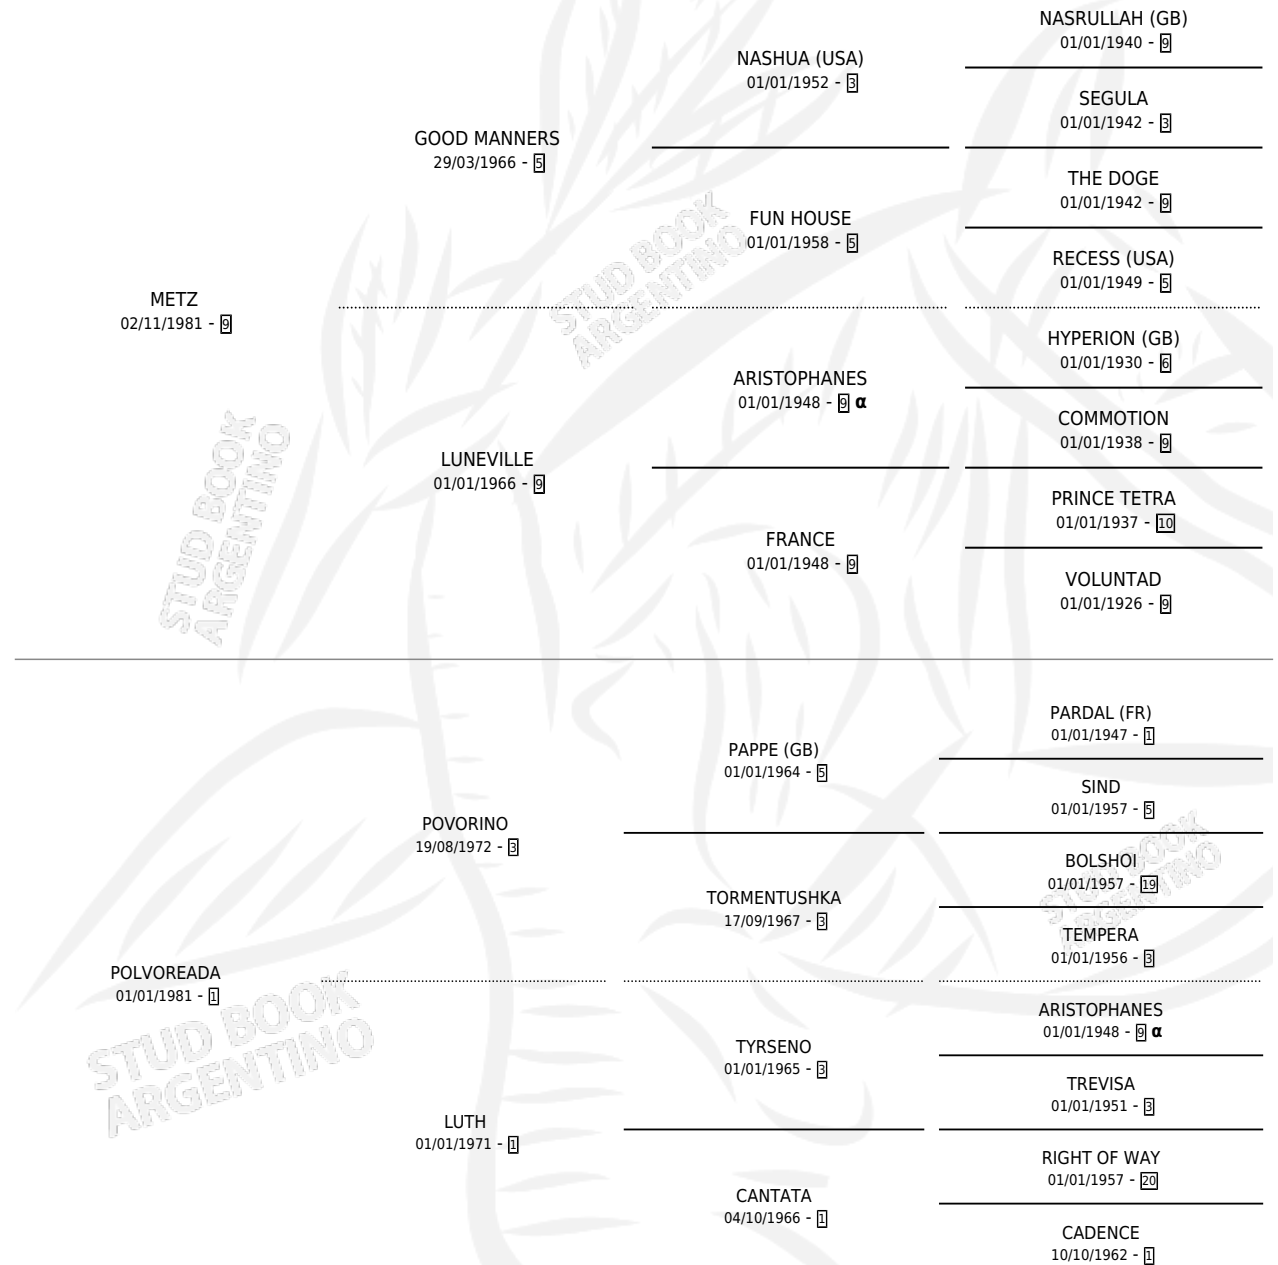 NASRULLAH (GB)
01/01/1940 - 9
NASHUA (USA)
01/01/1952 - 3
SEGULA
01/01/1942 - 3
GOOD MANNERS
29/03/1966 - 5
THE DOGE
01/01/1942 - 9
FUN HOUSE
01/01/1958 - 5
RECESS (USA)
01/01/1949 - 5
METZ
02/11/1981 - 9
HYPERION (GB)
01/01/1930 - 6
ARISTOPHANES
01/01/1948 - 9 α
COMMOTION
01/01/1938 - 9
LUNEVILLE
01/01/1966 - 9
PRINCE TETRA
01/01/1937 - 10
FRANCE
01/01/1948 - 9
VOLUNTAD
01/01/1926 - 9
PARDAL (FR)
01/01/1947 - 1
PAPPE (GB)
01/01/1964 - 5
SIND
01/01/1957 - 5
POVORINO
19/08/1972 - 3
BOLSHOI
01/01/1957 - 19
TORMENTUSHKA
17/09/1967 - 3
TEMPERA
01/01/1956 - 3
POLVOREADA
01/01/1981 - 1
ARISTOPHANES
01/01/1948 - 9 α
TYRSENO
01/01/1965 - 3
TREVISA
01/01/1951 - 3
LUTH
01/01/1971 - 1
RIGHT OF WAY
01/01/1957 - 20
CANTATA
04/10/1966 - 1
CADENCE
10/10/1962 - 1
STUD BOOK
ARGENTINO
STUD BOOK
ARGENTINO
STUD BOOK
ARGENTINO
STUD BOOK
ARGENTINO